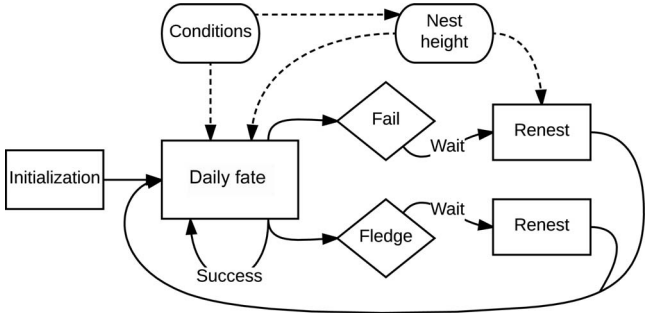 Conditions
Nest
height
Fail
Wait
Renest
Initialization
Daily fate
Fledge
Wait
Renest
Success